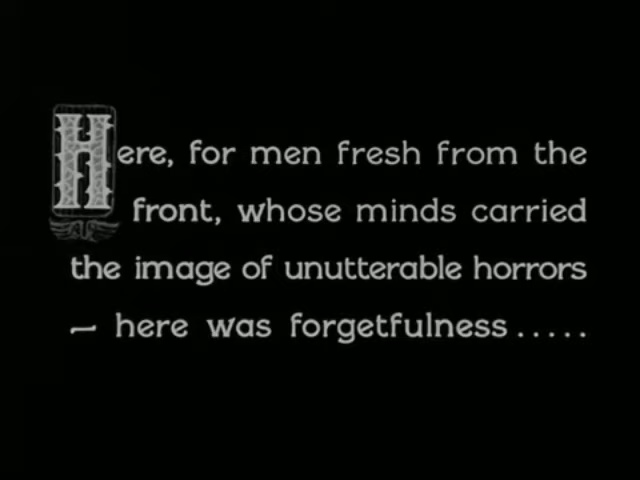 Here, for men fresh from the
front, whose minds carried
the image of unutterable horrors
— here was forgetfulness.....